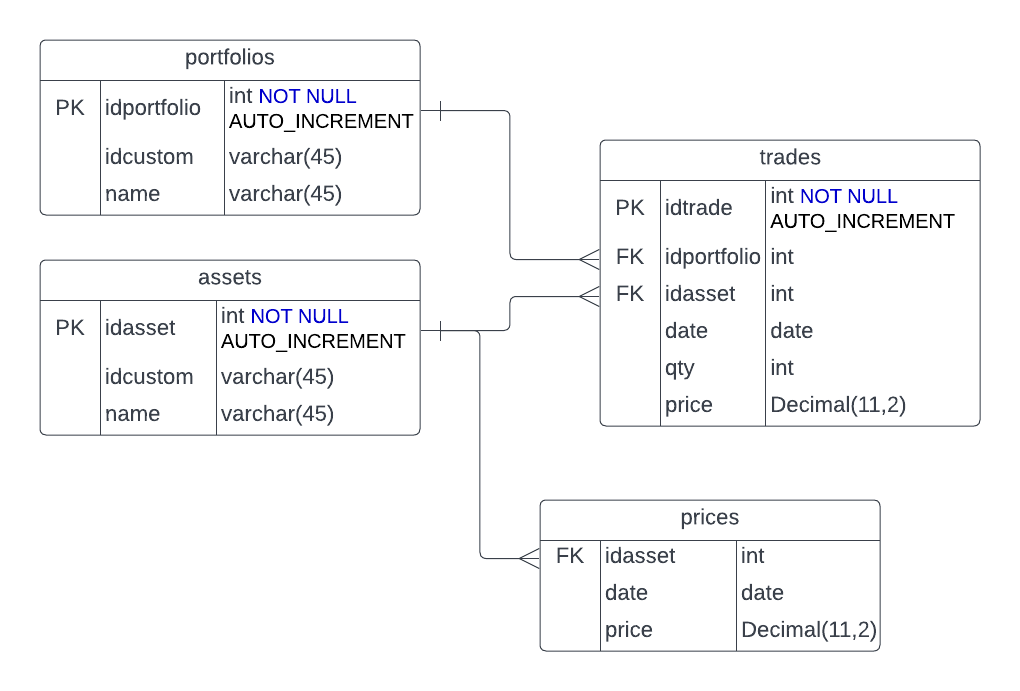 portfolios
PK idportfolio int NOT NULL
AUTO_INCREMENT
idcustom varchar(45)
name varchar(45)
assets
PK idasset int NOT NULL
AUTO_INCREMENT
idcustom varchar(45)
name varchar(45)
trades
PK idtrade int NOT NULL
AUTO_INCREMENT
FK idportfolio int
FK idasset int
date date
qty int
price Decimal(11,2)
prices
FK idasset int
date date
price Decimal(11,2)